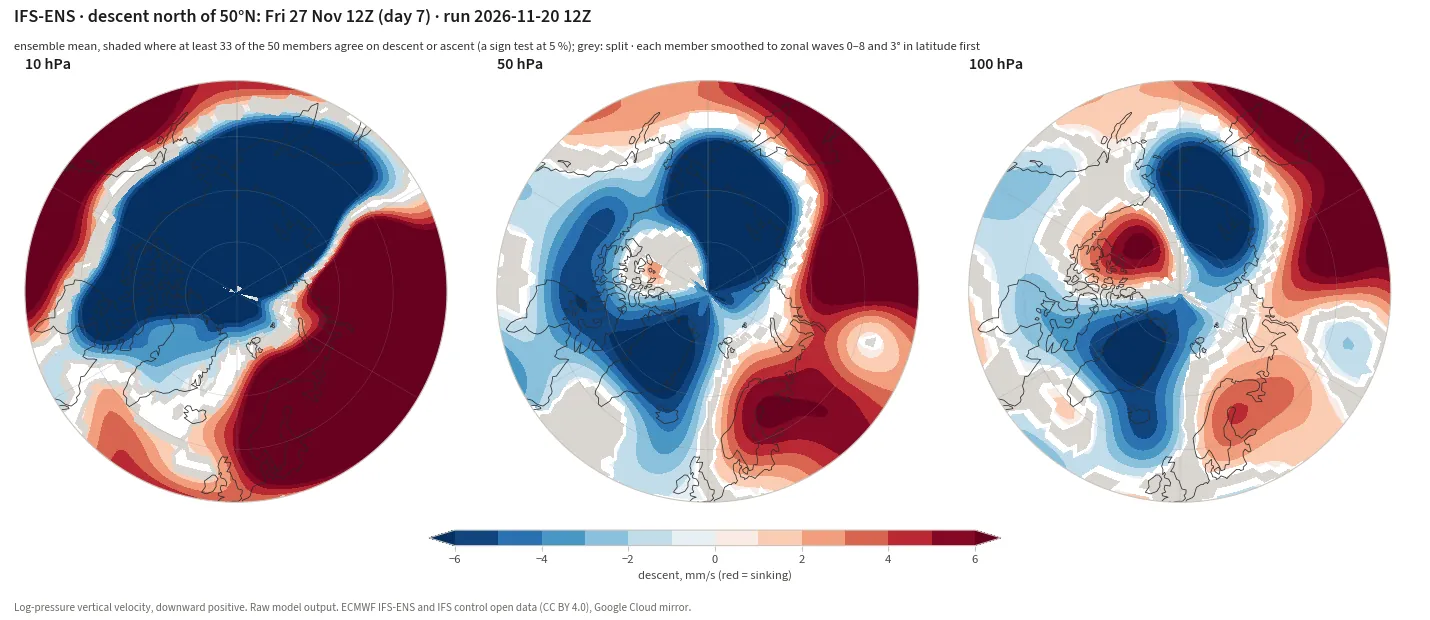 IFS-ENS · descent north of 50°N: Fri 27 Nov 12Z (day 7) · run 2026-11-20 12Z
ensemble mean, shaded where at least 33 of the 50 members agree on descent or ascent (a sign test at 5 %); grey: split · each member smoothed to zonal waves 0–8 and 3° in latitude first
10 hPa
50 hPa
100 hPa
−6 −4 −2 0 2 4 6
descent, mm/s (red = sinking)
Log-pressure vertical velocity, downward positive. Raw model output. ECMWF IFS-ENS and IFS control open data (CC BY 4.0), Google Cloud mirror.